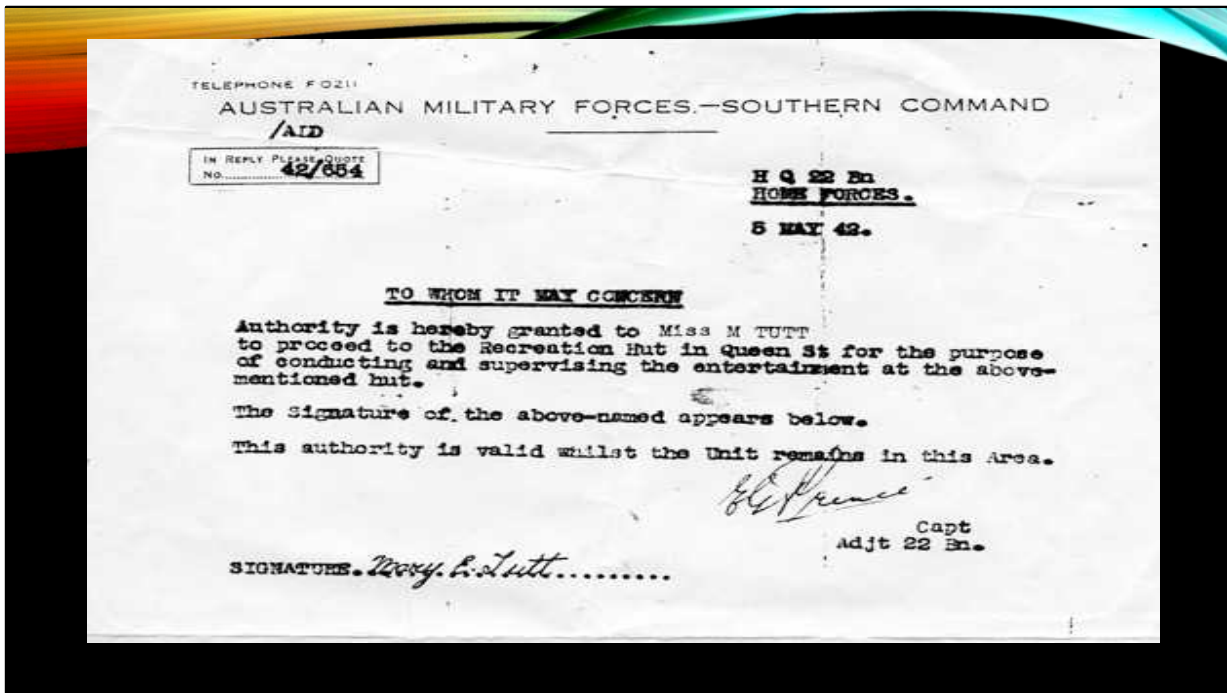 TELEPHONE F 0211
AUSTRALIAN MILITARY FORCES.—SOUTHERN COMMAND
/AID
IN REPLY PLEASE QUOTE
No. 42/654
H Q 22 Bn
HOME FORCES.
5 MAY 42.
TO WHOM IT MAY CONCERN
Authority is hereby granted to Miss M TUTT
to proceed to the Recreation Hut in Queen St for the purpose
of conducting and supervising the entertainment at the above-
mentioned hut.
The Signature of the above-named appears below.
This authority is valid whilst the Unit remains in this Area.
EG Prince
Capt
Adjt 22 Bn.
SIGNATURE. Mary. E. Tutt..........